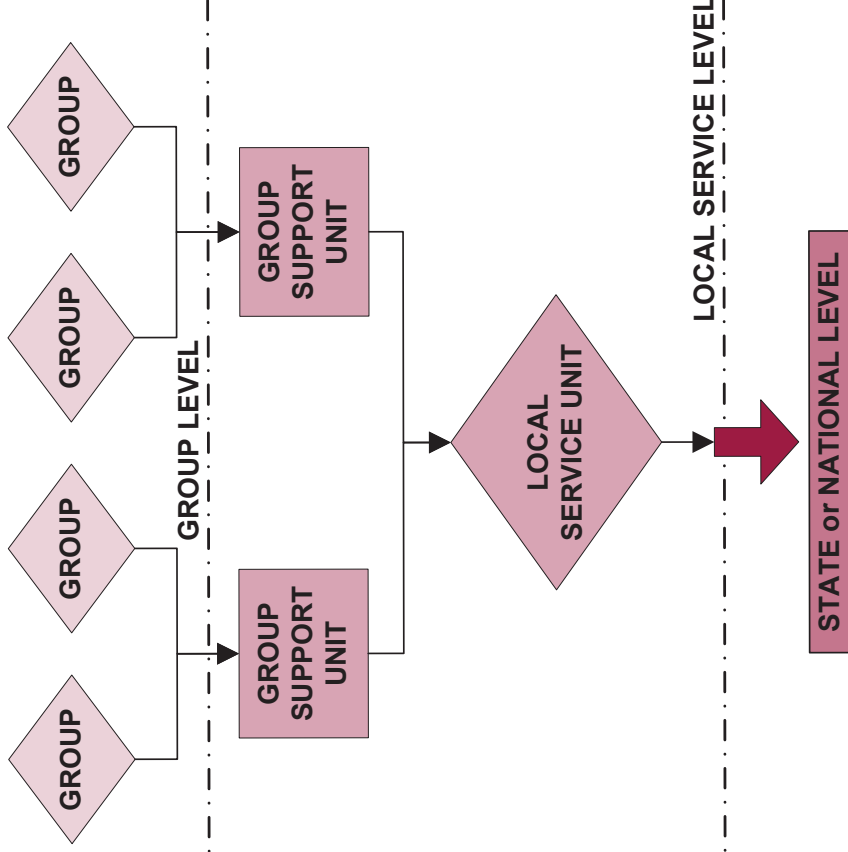 GROUP
GROUP
GROUP
GROUP
GROUP LEVEL
GROUP
SUPPORT
UNIT
GROUP
SUPPORT
UNIT
LOCAL
SERVICE UNIT
LOCAL SERVICE LEVEL
STATE or NATIONAL LEVEL